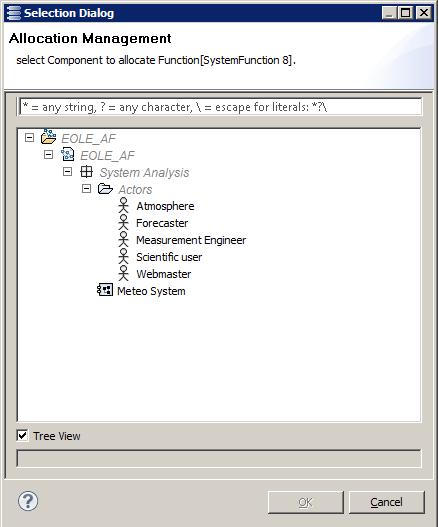 Selection Dialog
Allocation Management
select Component to allocate Function[SystemFunction 8].
* = any string, ? = any character, \ = escape for literals: *?\
EOLE_AF
EOLE_AF
System Analysis
Actors
Atmosphere
Forecaster
Measurement Engineer
Scientific user
Webmaster
Meteo System
Tree View
?
OK
Cancel